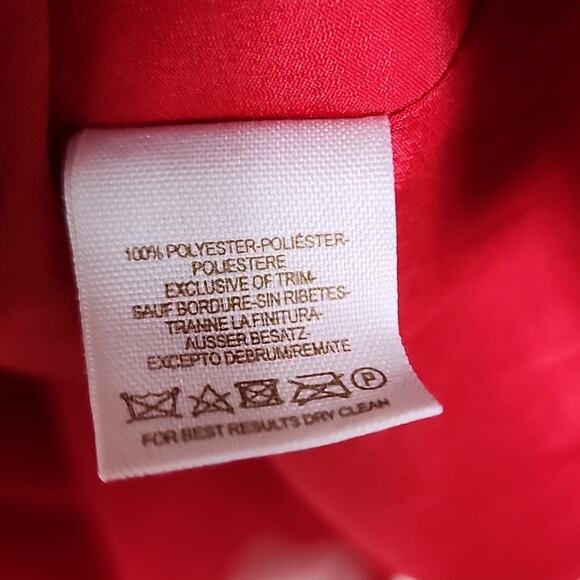 100% POLYESTER-POLIÉSTER-
POLIESTERE
EXCLUSIVE OF TRIM-
SAUF BORDURE-SIN RIBETES-
TRANNE LA FINITURA-
AUSSER BESATZ-
EXCEPTO DEBRUM/REMATE
P
FOR BEST RESULTS DRY CLEAN